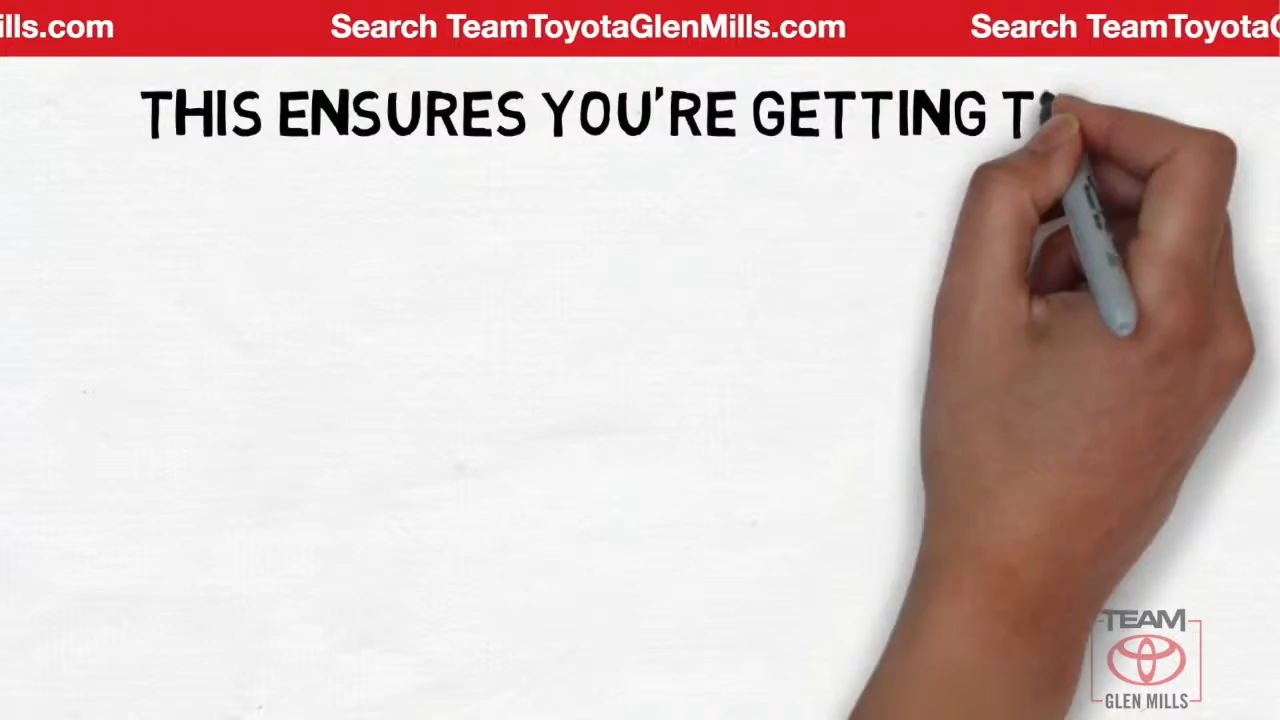 ills.com Search TeamToyotaGlenMills.com Search TeamToyota
THIS ENSURES YOU'RE GETTING T
TEAM
GLEN MILLS